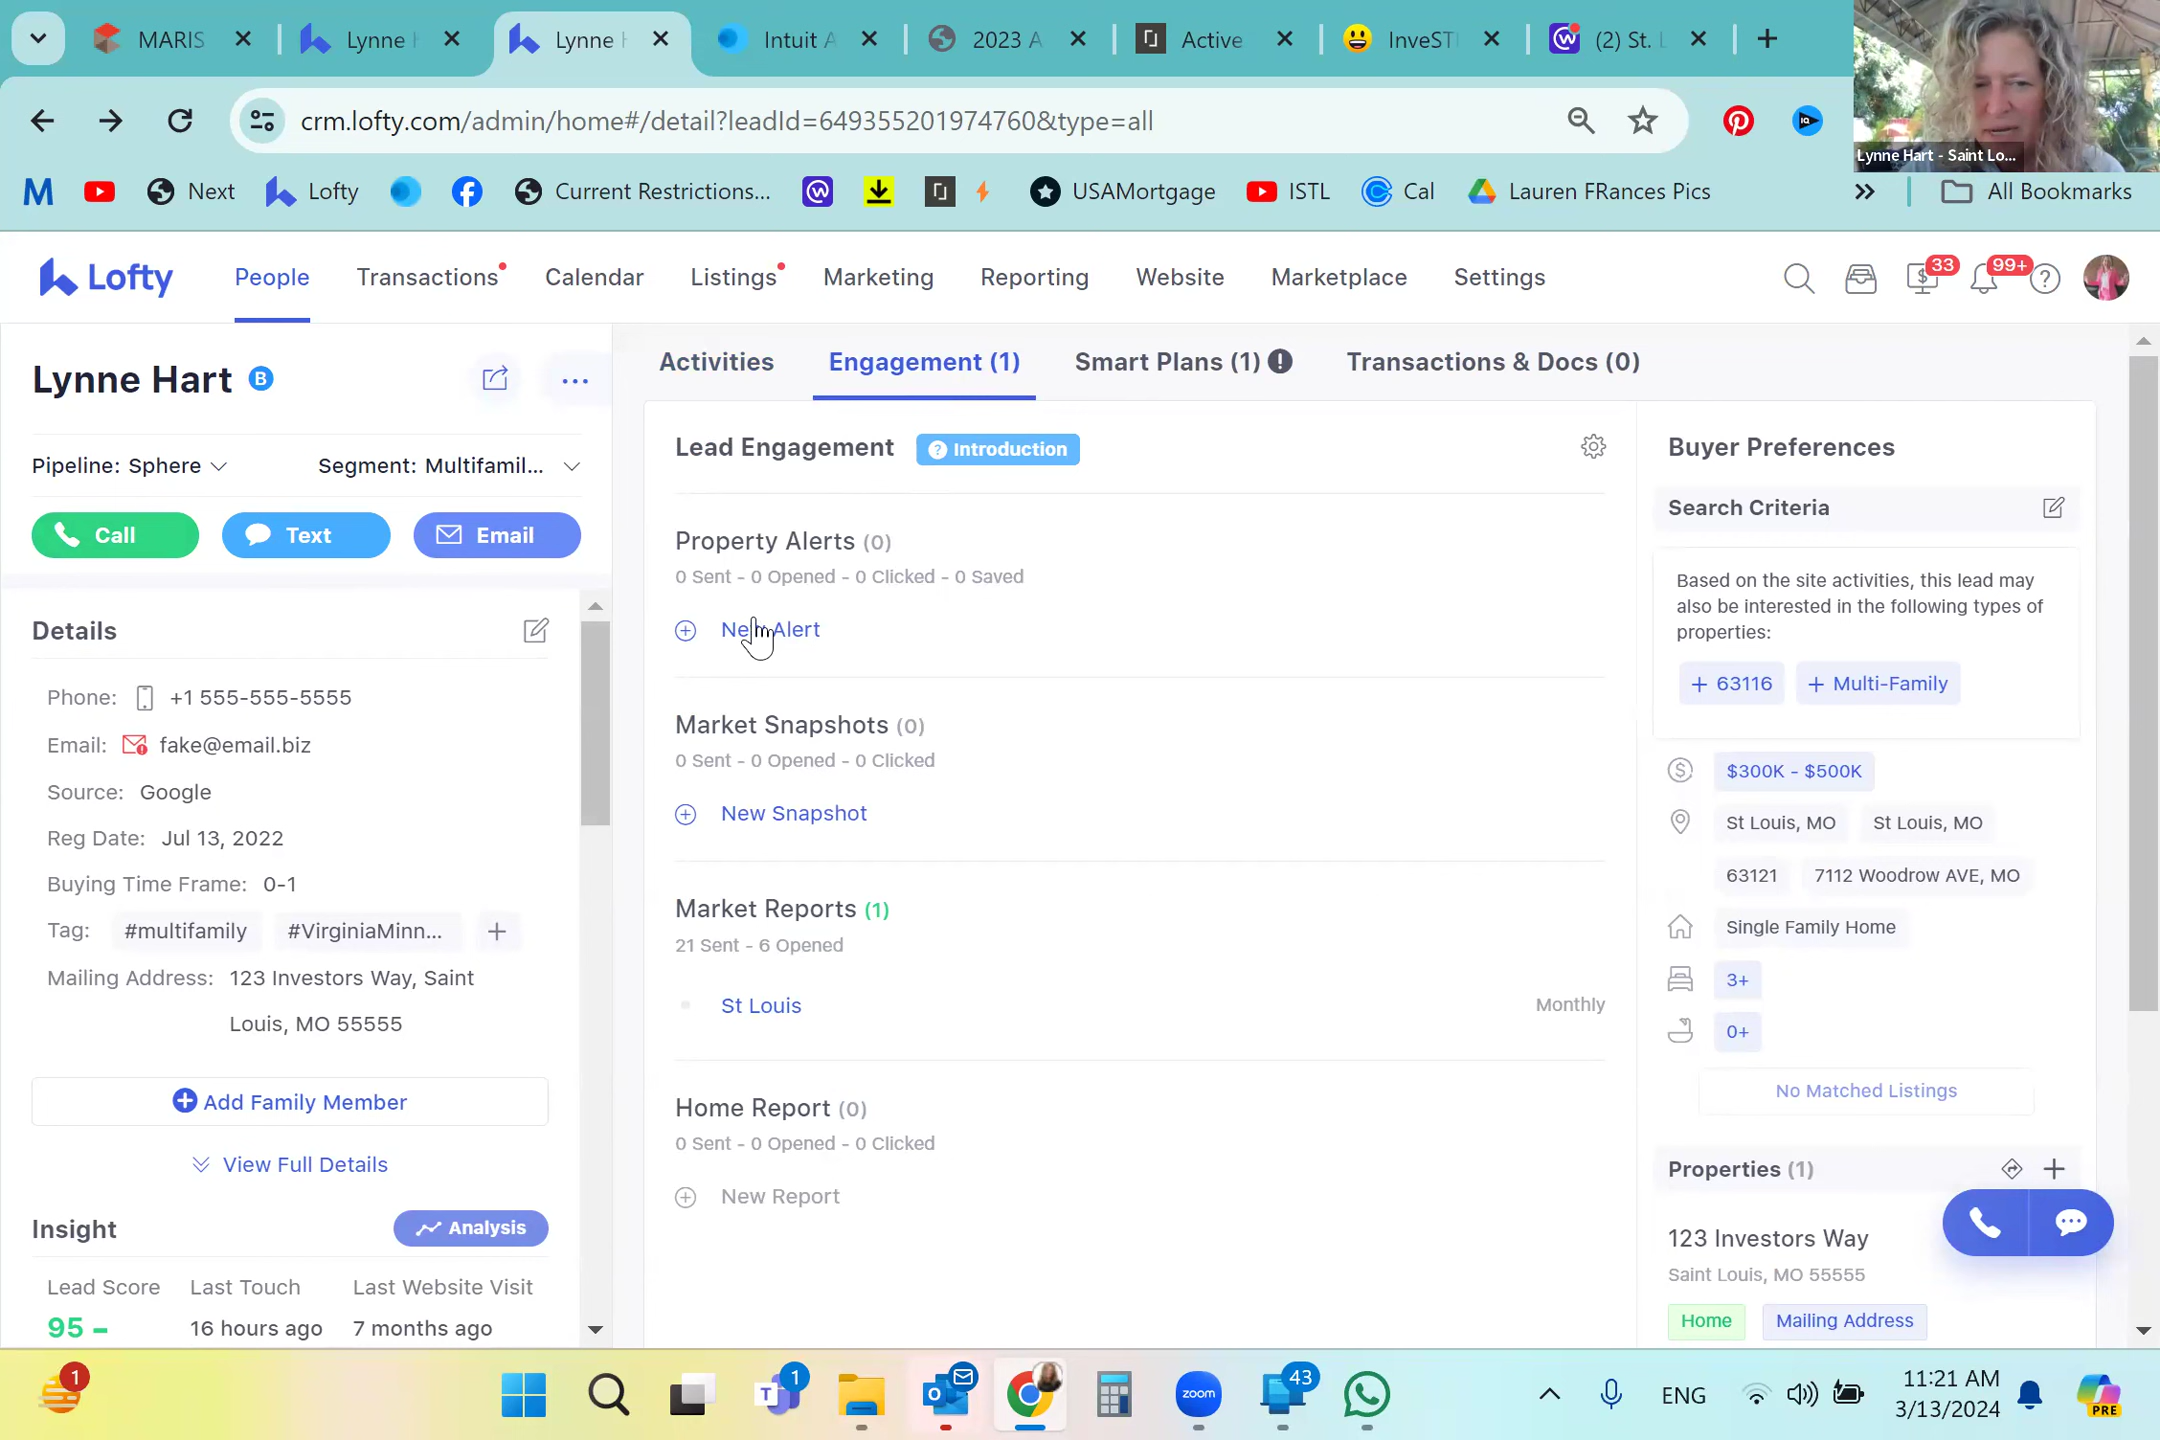 MARIS
Lynne H
Lynne H
Intuit A
2023 A
Active
InveSTL
(2) St. L
crm.lofty.com/admin/home#/detail?leadId=649355201974760&type=all
Lynne Hart - Saint Lo...
Next
Lofty
Current Restrictions...
USAMortgage
ISTL
Cal
Lauren FRances Pics
All Bookmarks
Lofty
People
Transactions
Calendar
Listings
Marketing
Reporting
Website
Marketplace
Settings
33
99+
Lynne Hart B
Pipeline: Sphere
Segment: Multifamil...
Call
Text
Email
Details
Phone: +1 555-555-5555
Email: fake@email.biz
Source: Google
Reg Date: Jul 13, 2022
Buying Time Frame: 0-1
Tag: #multifamily #VirginiaMinn... +
Mailing Address: 123 Investors Way, Saint
Louis, MO 55555
Add Family Member
View Full Details
Insight
Analysis
Lead Score Last Touch Last Website Visit
95 – 16 hours ago 7 months ago
Activities
Engagement (1)
Smart Plans (1)
Transactions & Docs (0)
Lead Engagement
? Introduction
Property Alerts (0)
0 Sent - 0 Opened - 0 Clicked - 0 Saved
New Alert
Market Snapshots (0)
0 Sent - 0 Opened - 0 Clicked
New Snapshot
Market Reports (1)
21 Sent - 6 Opened
St Louis
Monthly
Home Report (0)
0 Sent - 0 Opened - 0 Clicked
New Report
Buyer Preferences
Search Criteria
Based on the site activities, this lead may
also be interested in the following types of
properties:
+ 63116 + Multi-Family
$300K - $500K
St Louis, MO St Louis, MO
63121 7112 Woodrow AVE, MO
Single Family Home
3+
0+
No Matched Listings
Properties (1)
123 Investors Way
Saint Louis, MO 55555
Home Mailing Address
1
1
zoom
43
ENG
11:21 AM
3/13/2024
PRE